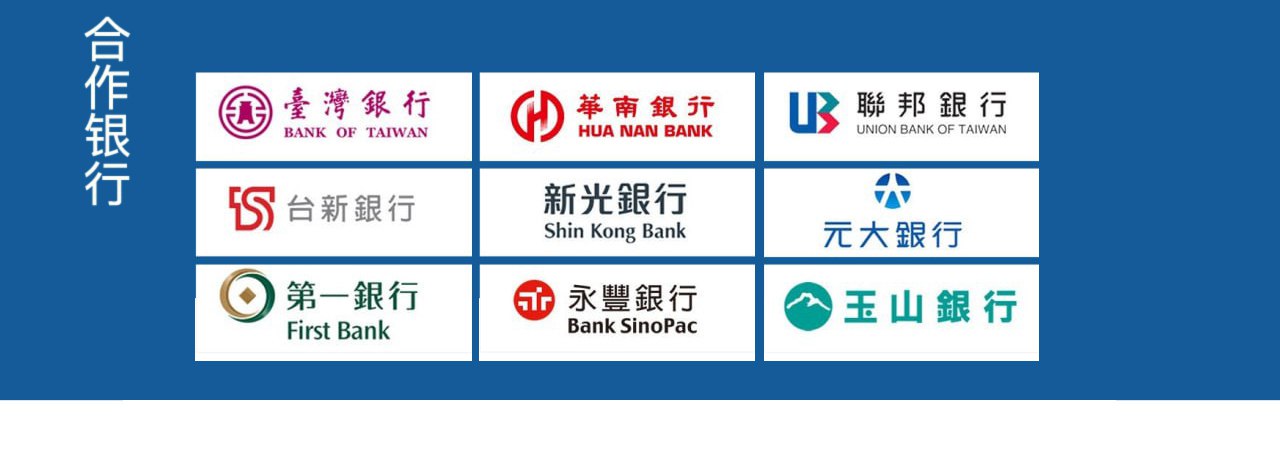 合作银行
臺灣銀行
BANK OF TAIWAN
華南銀行
HUA NAN BANK
聯邦銀行
UNION BANK OF TAIWAN
台新銀行
新光銀行
Shin Kong Bank
元大銀行
第一銀行
First Bank
永豐銀行
Bank SinoPac
玉山銀行